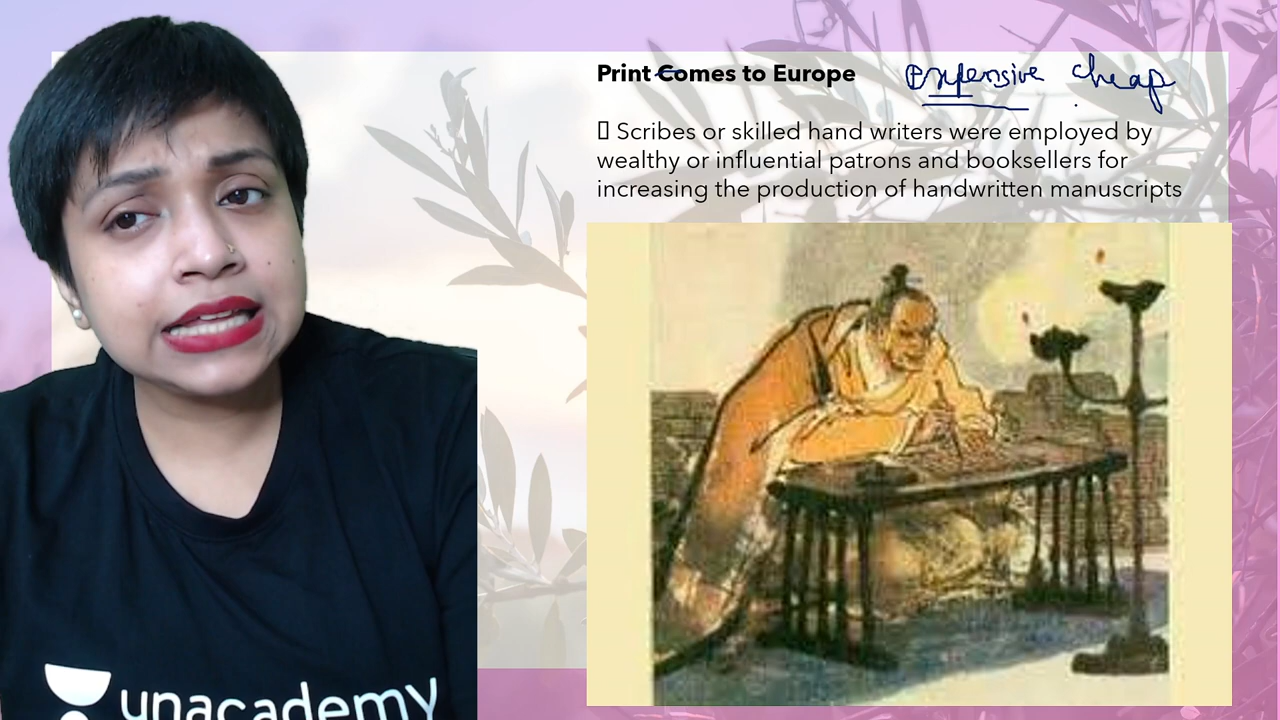 Print Comes to Europe expensive cheap
▯ Scribes or skilled hand writers were employed by
wealthy or influential patrons and booksellers for
increasing the production of handwritten manuscripts
unacademy